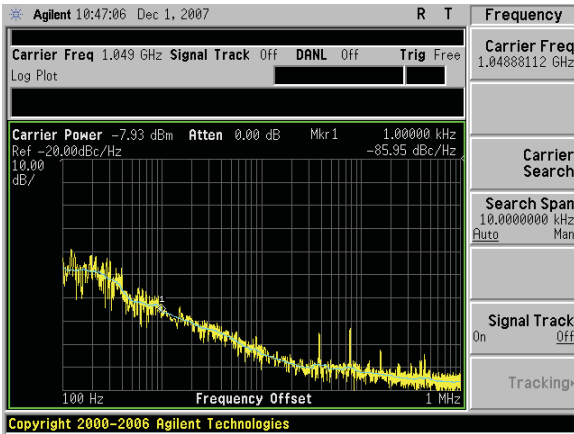 Agilent 10:47:06 Dec 1, 2007 R T
Frequency
Carrier Freq 1.049 GHz Signal Track Off DANL Off Trig Free
Log Plot
Carrier Freq
1.04888112 GHz
Carrier Power -7.93 dBm Atten 0.00 dB Mkr1 1.00000 kHz
Ref -20.00dBc/Hz -85.95 dBc/Hz
10.00
dB/
Carrier
Search
Search Span
10.0000000 kHz
Auto Man
1
Signal Track
On Off
Tracking
100 Hz Frequency Offset 1 MHz
Copyright 2000-2006 Agilent Technologies